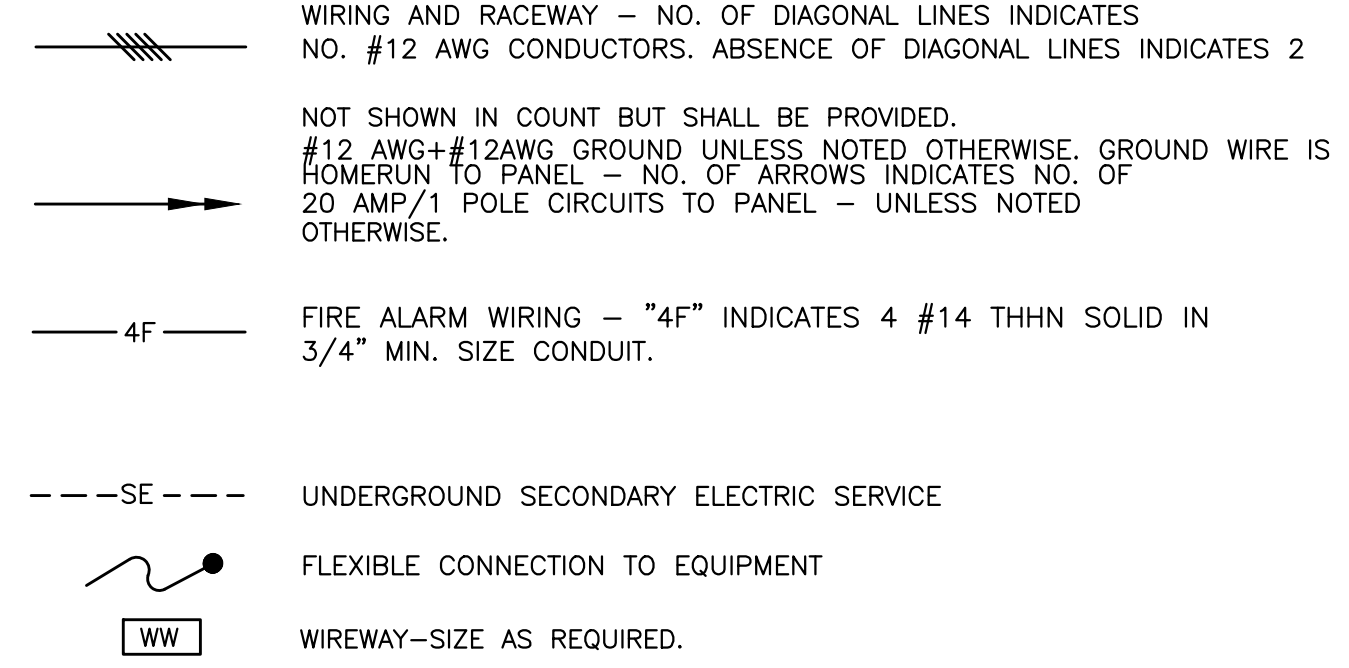 WIRING AND RACEWAY – NO. OF DIAGONAL LINES INDICATES
NO. #12 AWG CONDUCTORS. ABSENCE OF DIAGONAL LINES INDICATES 2
NOT SHOWN IN COUNT BUT SHALL BE PROVIDED.
#12 AWG+#12AWG GROUND UNLESS NOTED OTHERWISE. GROUND WIRE IS
HOMERUN TO PANEL – NO. OF ARROWS INDICATES NO. OF
20 AMP/1 POLE CIRCUITS TO PANEL – UNLESS NOTED
OTHERWISE.
4F
FIRE ALARM WIRING – "4F" INDICATES 4 #14 THHN SOLID IN
3/4" MIN. SIZE CONDUIT.
SE
UNDERGROUND SECONDARY ELECTRIC SERVICE
FLEXIBLE CONNECTION TO EQUIPMENT
WW
WIREWAY–SIZE AS REQUIRED.